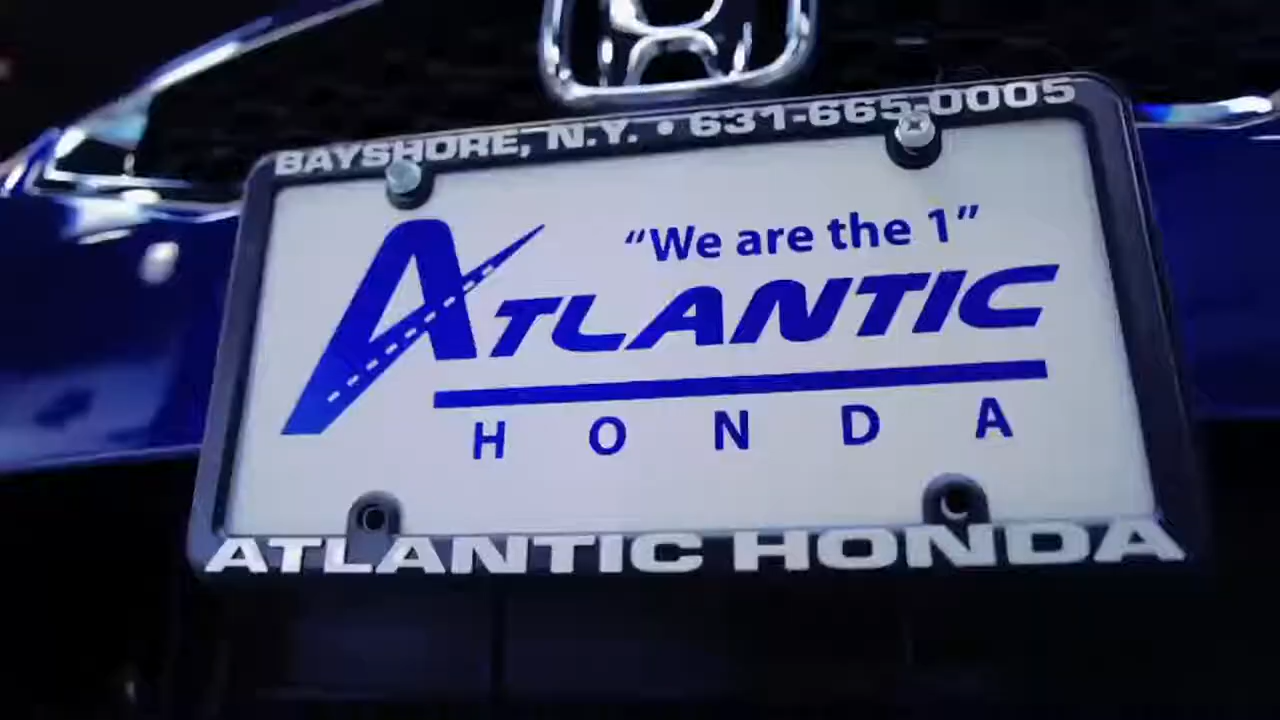 BAYSHORE, N.Y. • 631-665-0005
“We are the 1”
ATLANTIC
HONDA
ATLANTIC HONDA